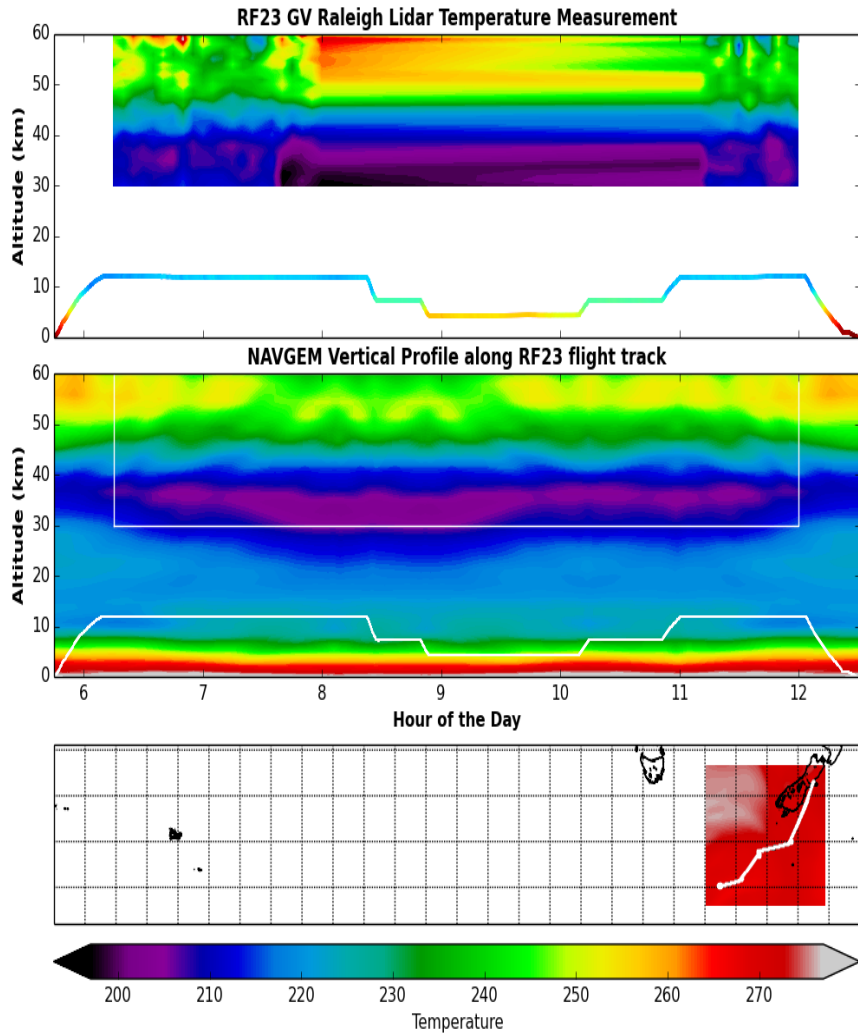 RF23 GV Raleigh Lidar Temperature Measurement
60
50
40
30
20
10
0
Altitude (km)
NAVGEM Vertical Profile along RF23 flight track
60
50
40
30
20
10
0
Altitude (km)
6 7 8 9 10 11 12
Hour of the Day
200 210 220 230 240 250 260 270
Temperature